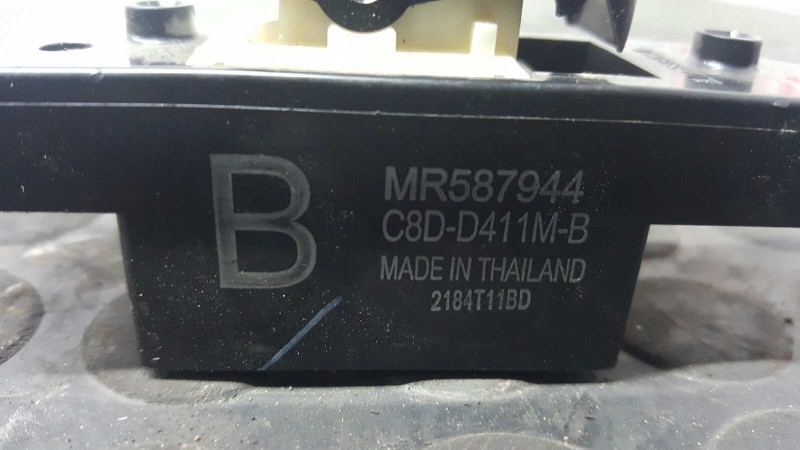 B
MR587944
C8D-D411M-B
MADE IN THAILAND
2184T11BD